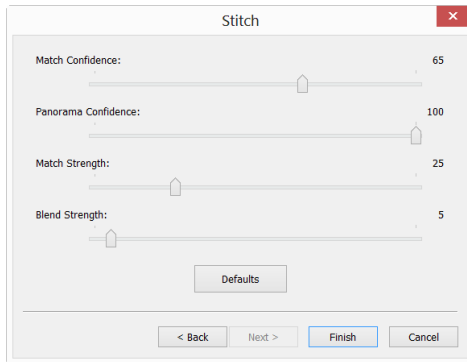 Stitch
Match Confidence: 65
Panorama Confidence: 100
Match Strength: 25
Blend Strength: 5
Defaults
< Back Next > Finish Cancel